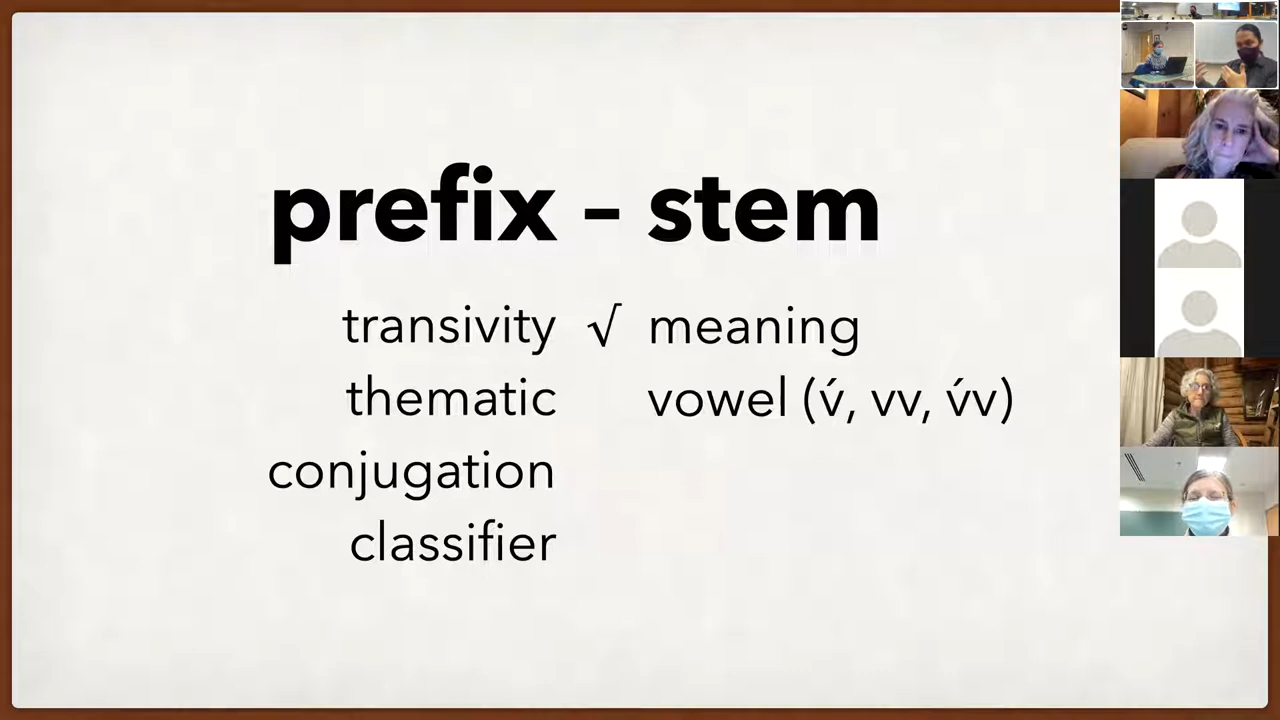 prefix – stem
transivity √ meaning
thematic vowel (v́, vv, v́v)
conjugation
classifier